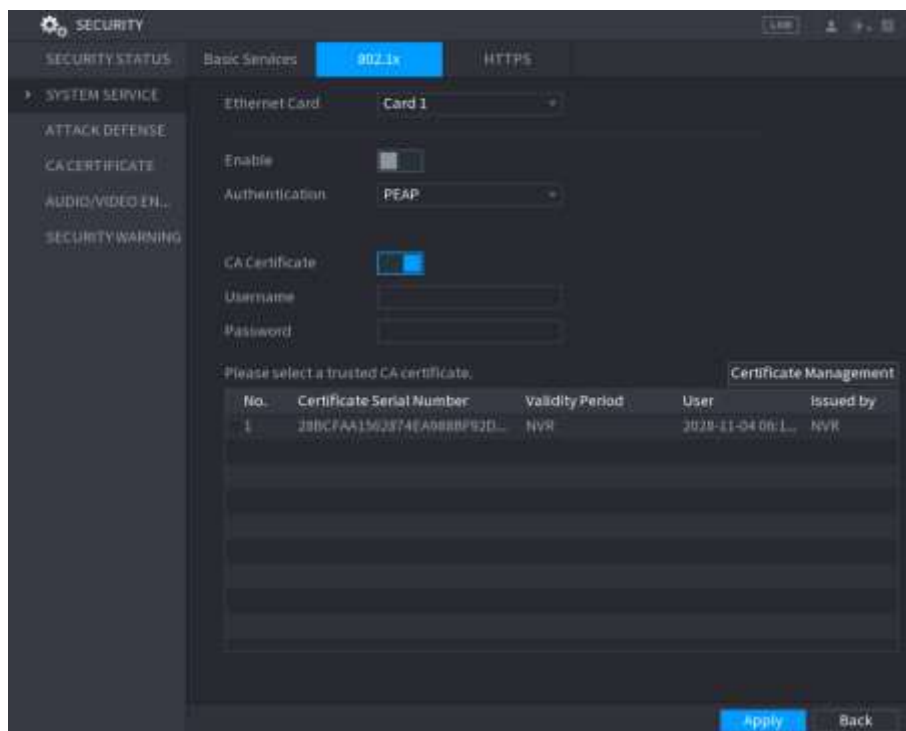 SECURITY
LIVE
SECURITY STATUS
Basic Services 802.1x HTTPS
SYSTEM SERVICE
ATTACK DEFENSE
CA CERTIFICATE
AUDIO/VIDEO EN...
SECURITY WARNING
Ethernet Card Card 1
Enable
Authentication PEAP
CA Certificate
Username
Password
Please select a trusted CA certificate.
Certificate Management
No. Certificate Serial Number Validity Period User Issued by
1 NVR NVR
Apply Back